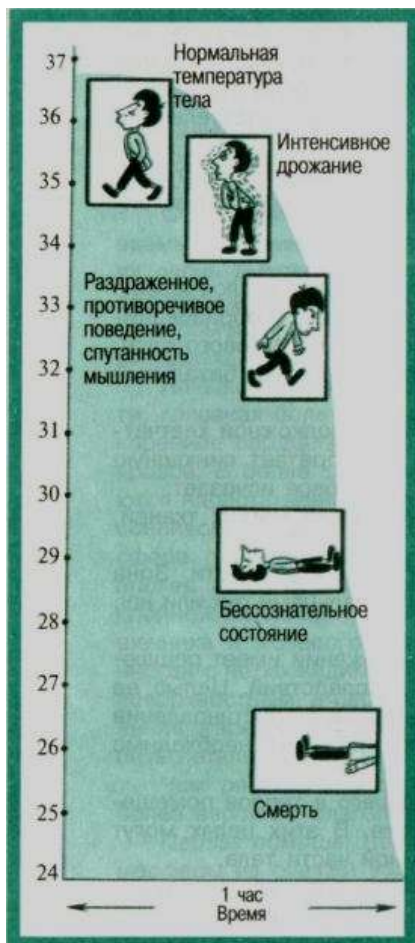 37
Нормальная
температура
тела
36
Интенсивное
дрожание
35
34
Раздраженное,
противоречивое
поведение,
спутанность
мышления
33
32
31
30
29
Бессознательное
состояние
28
27
26
Смерть
25
24
1 час
Время